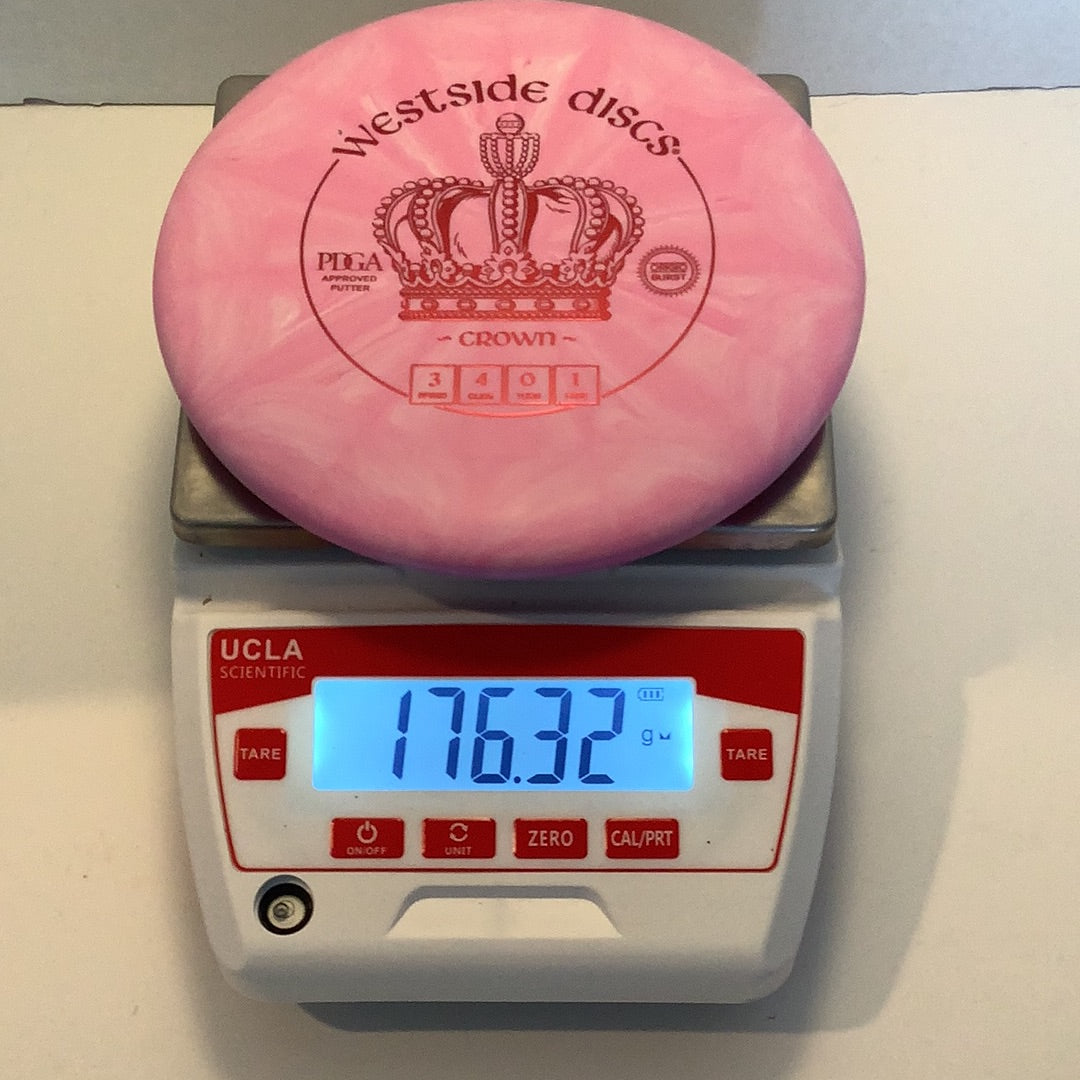 Westside Discs
PDGA
APPROVED
PUTTER
BURST
~ CROWN ~
3 4 0 1
UCLA
SCIENTIFIC
176.32
g
TARE
TARE
ON/OFF
UNIT
ZERO
CAL/PRT